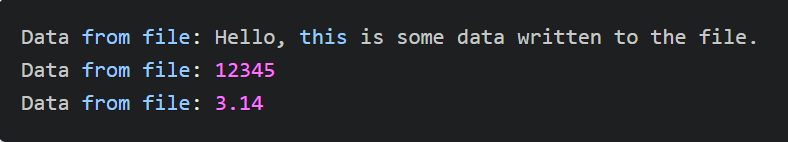 Data from file: Hello, this is some data written to the file.
Data from file: 12345
Data from file: 3.14